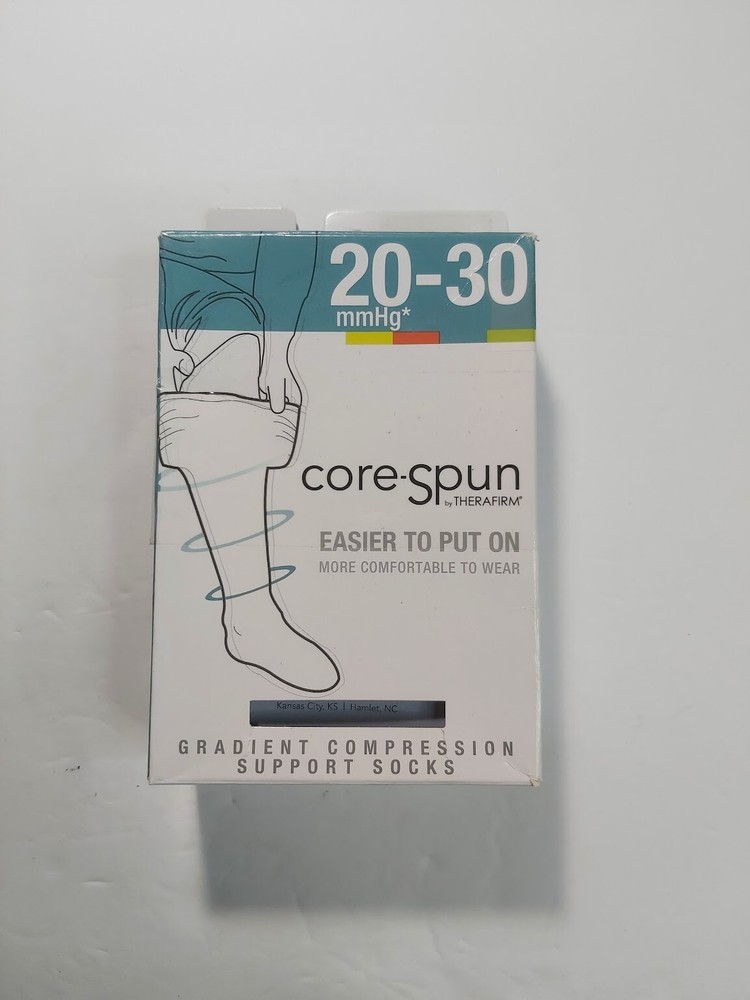 20-30
mmHg*
core-spun
by THERAFIRM®
EASIER TO PUT ON
MORE COMFORTABLE TO WEAR
Kansas City, KS | Hamlet, NC
GRADIENT COMPRESSION
SUPPORT SOCKS